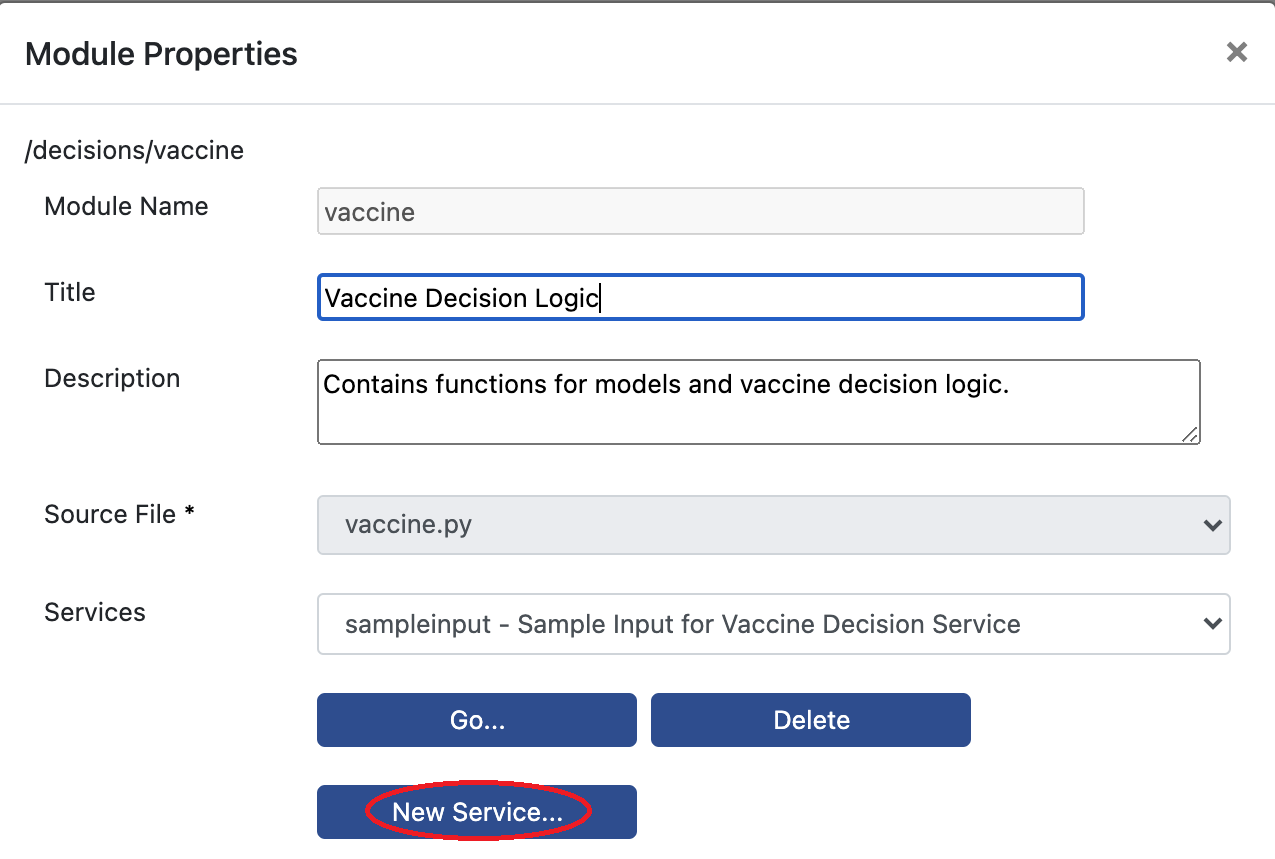 Module Properties
/decisions/vaccine
Module Name
vaccine
Title
Vaccine Decision Logic
Description
Contains functions for models and vaccine decision logic.
Source File *
vaccine.py
Services
sampleinput - Sample Input for Vaccine Decision Service
Go...
Delete
New Service...